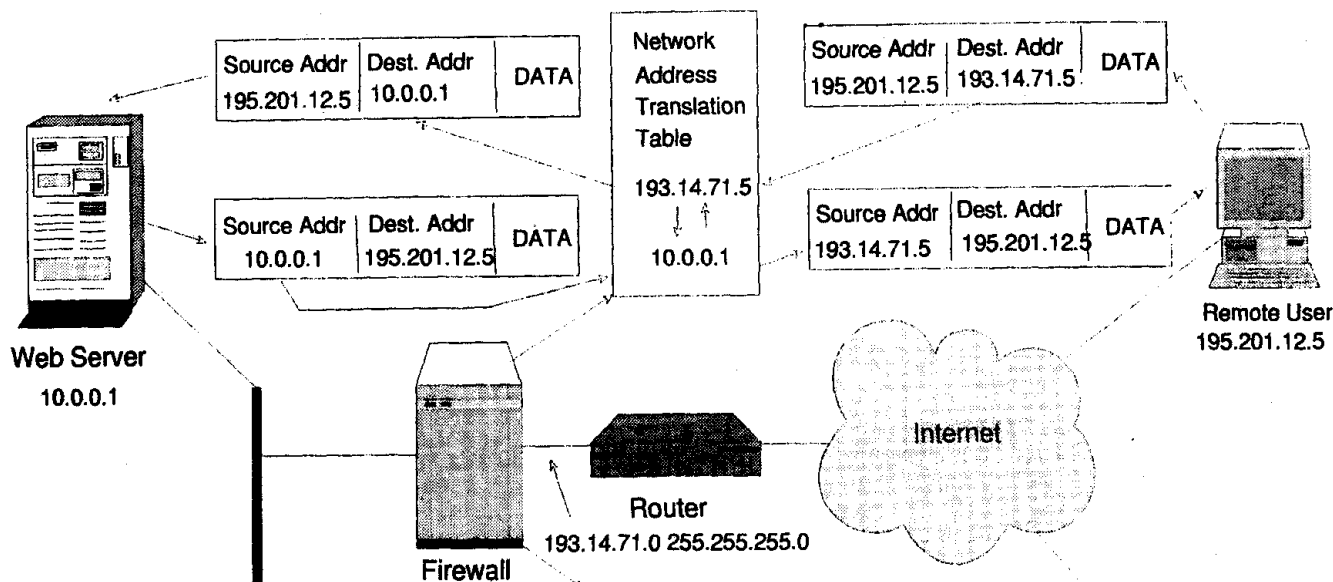 Source Addr Dest. Addr DATA
195.201.12.5 10.0.0.1
Network
Address
Translation
Table
193.14.71.5
10.0.0.1
Source Addr Dest. Addr DATA
195.201.12.5 193.14.71.5
Source Addr Dest. Addr DATA
10.0.0.1 195.201.12.5
Source Addr Dest. Addr DATA
193.14.71.5 195.201.12.5
Web Server
10.0.0.1
Remote User
195.201.12.5
Internet
Router
193.14.71.0 255.255.255.0
Firewall